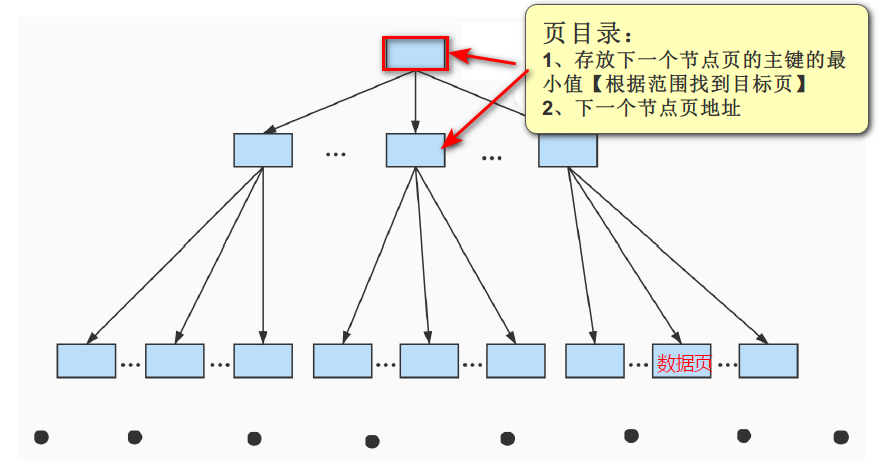 页目录：
1、存放下一个节点页的主键的最
小值【根据范围找到目标页】
2、下一个节点页地址
... ...
... ... ... ... ... 数据页 ...